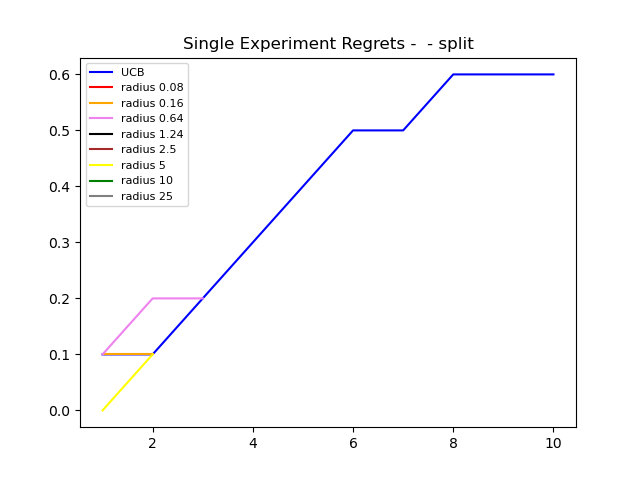 Single Experiment Regrets -  - split
UCB
radius 0.08
radius 0.16
radius 0.64
radius 1.24
radius 2.5
radius 5
radius 10
radius 25
0.6
0.5
0.4
0.3
0.2
0.1
0.0
2 4 6 8 10